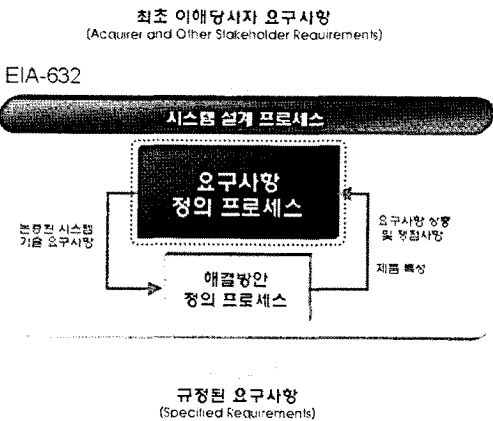 최초 이해당사자 요구사항
(Acquirer and Other Stakeholder Requirements)
EIA-632
시스템 설계 프로세스
요구사항
정의 프로세스
논증된 시스템
기술 요구사항
요구사항 상충
및 쟁점사항
제품 특성
해결방안
정의 프로세스
규정된 요구사항
(Specified Requirements)